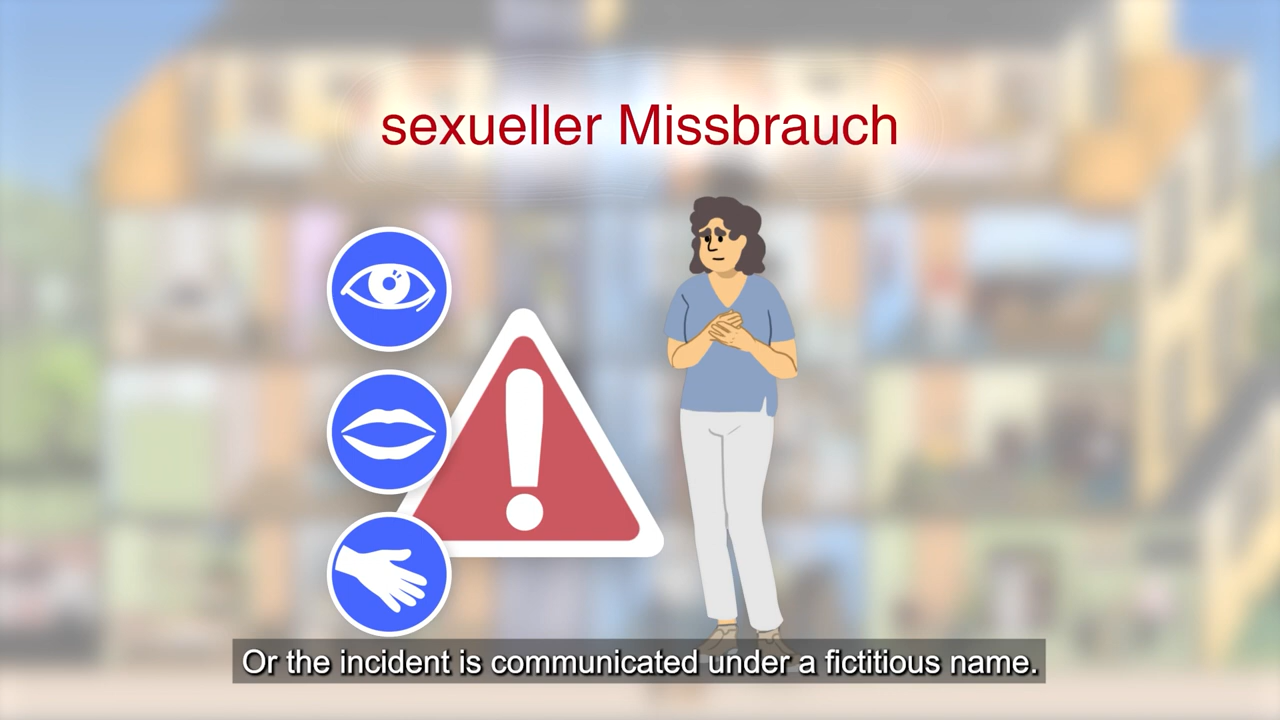 sexueller Missbrauch
Or the incident is communicated under a fictitious name.